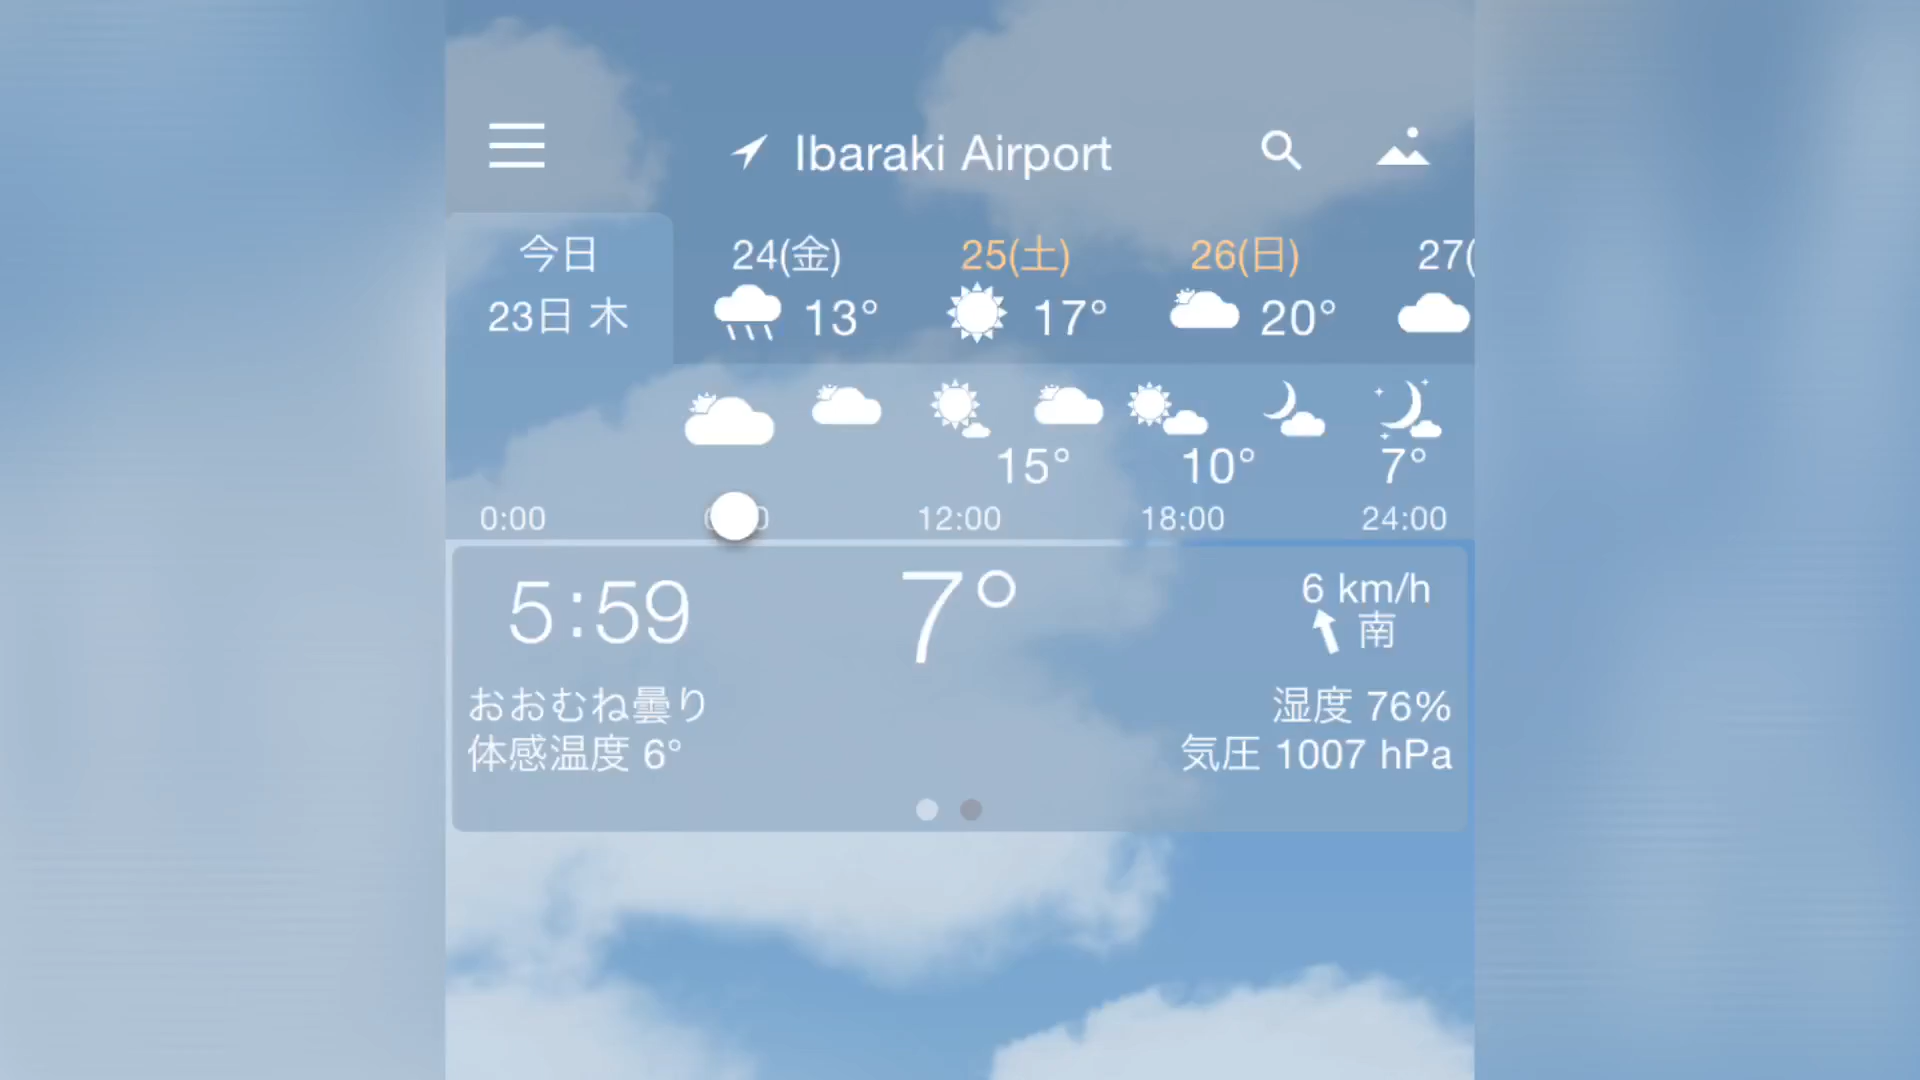 Ibaraki Airport
今日
23日 木
24(金)
13°
25(土)
17°
26(日)
20°
27(
15°
10°
7°
0:00
12:00
18:00
24:00
5:59
7°
6 km/h
南
おおむね曇り
湿度 76%
体感温度 6°
気圧 1007 hPa